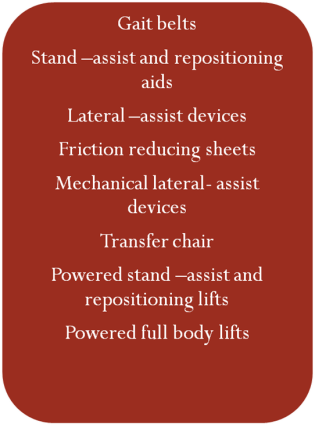 Gait belts
Stand –assist and repositioning
aids
Lateral –assist devices
Friction reducing sheets
Mechanical lateral- assist
devices
Transfer chair
Powered stand –assist and
repositioning lifts
Powered full body lifts